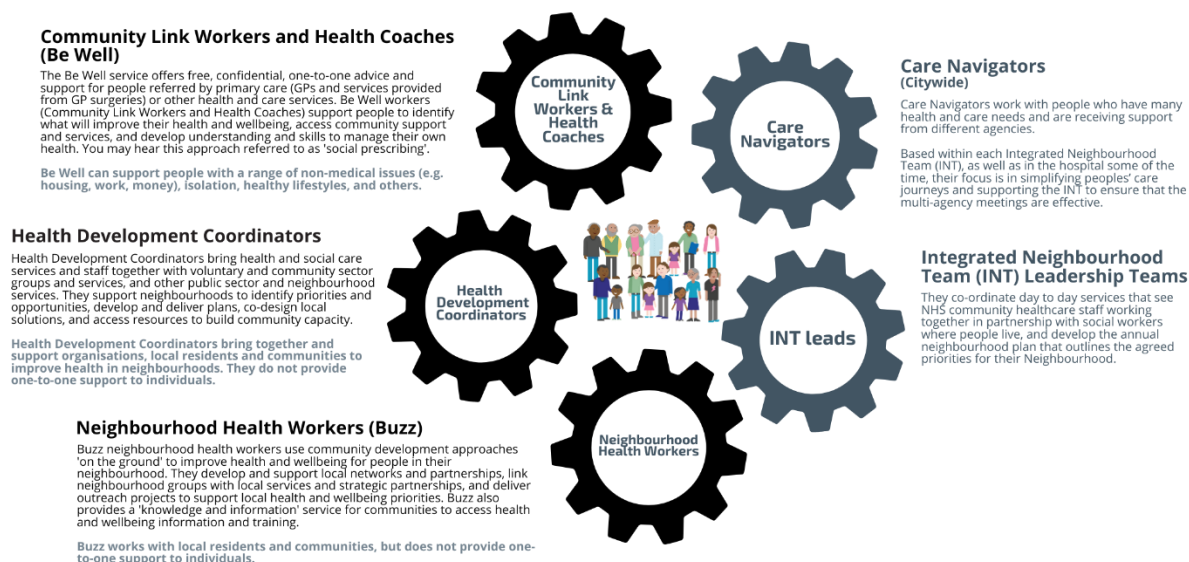 Community Link Workers and Health Coaches
(Be Well)
The Be Well service offers free, confidential, one-to-one advice and
support for people referred by primary care (GPs and services provided
from GP surgeries) or other health and care services. Be Well workers
(Community Link Workers and Health Coaches) support people to identify
what will improve their health and wellbeing, access community support
and services, and develop understanding and skills to manage their own
health. You may hear this approach referred to as 'social prescribing'.
Be Well can support people with a range of non-medical issues (e.g.
housing, work, money), isolation, healthy lifestyles, and others.
Health Development Coordinators
Health Development Coordinators bring health and social care
services and staff together with voluntary and community sector
groups and services, and other public sector and neighbourhood
services. They support neighbourhoods to identify priorities and
opportunities, develop and deliver plans, co-design local
solutions, and access resources to build community capacity.
Health Development Coordinators bring together and
support organisations, local residents and communities to
improve health in neighbourhoods. They do not provide
one-to-one support to individuals.
Neighbourhood Health Workers (Buzz)
Buzz neighbourhood health workers use community development approaches
'on the ground' to improve health and wellbeing for people in their
neighbourhood. They develop and support local networks and partnerships, link
neighbourhood groups with local services and strategic partnerships, and deliver
outreach projects to support local health and wellbeing priorities. Buzz also
provides a 'knowledge and information' service for communities to access health
and wellbeing information and training.
Buzz works with local residents and communities, but does not provide one-
to-one support to individuals.
Community
Link
Workers &
Health
Coaches
Care
Navigators
Health
Development
Coordinators
INT leads
Neighbourhood
Health Workers
Care Navigators
(Citywide)
Care Navigators work with people who have many
health and care needs and are receiving support
from different agencies.
Based within each Integrated Neighbourhood
Team (INT), as well as in the hospital some of the
time, their focus is in simplifying peoples' care
journeys and supporting the INT to ensure that the
multi-agency meetings are effective.
Integrated Neighbourhood
Team (INT) Leadership Teams
They co-ordinate day to day services that see
NHS community healthcare staff working
together in partnership with social workers
where people live, and develop the annual
neighbourhood plan that outlines the agreed
priorities for their Neighbourhood.